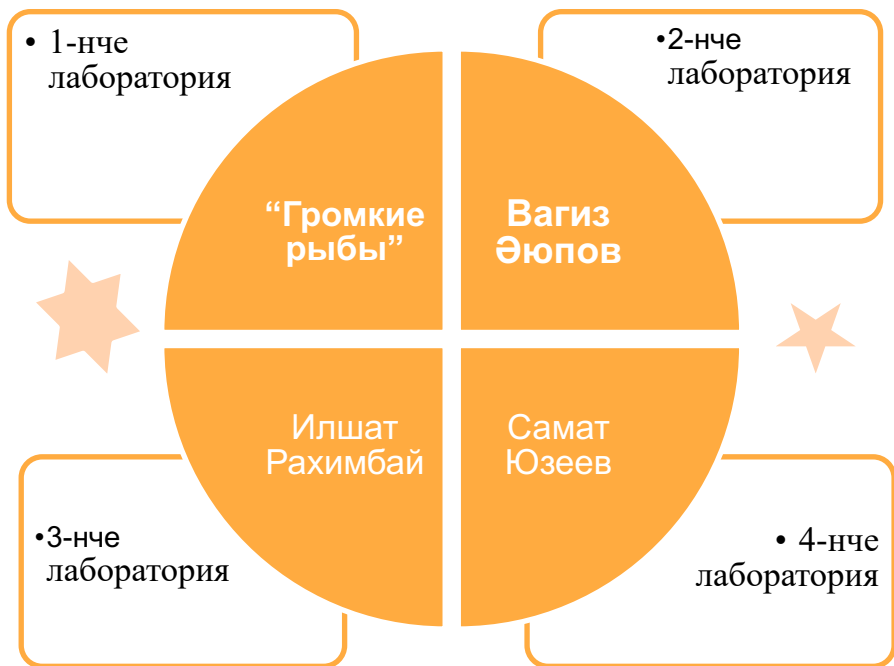 • 1-нче
лаборатория
•2-нче
лаборатория
“Громкие
рыбы”
Вагиз
Әюпов
Илшат
Рахимбай
Самат
Юзеев
•3-нче
лаборатория
• 4-нче
лаборатория